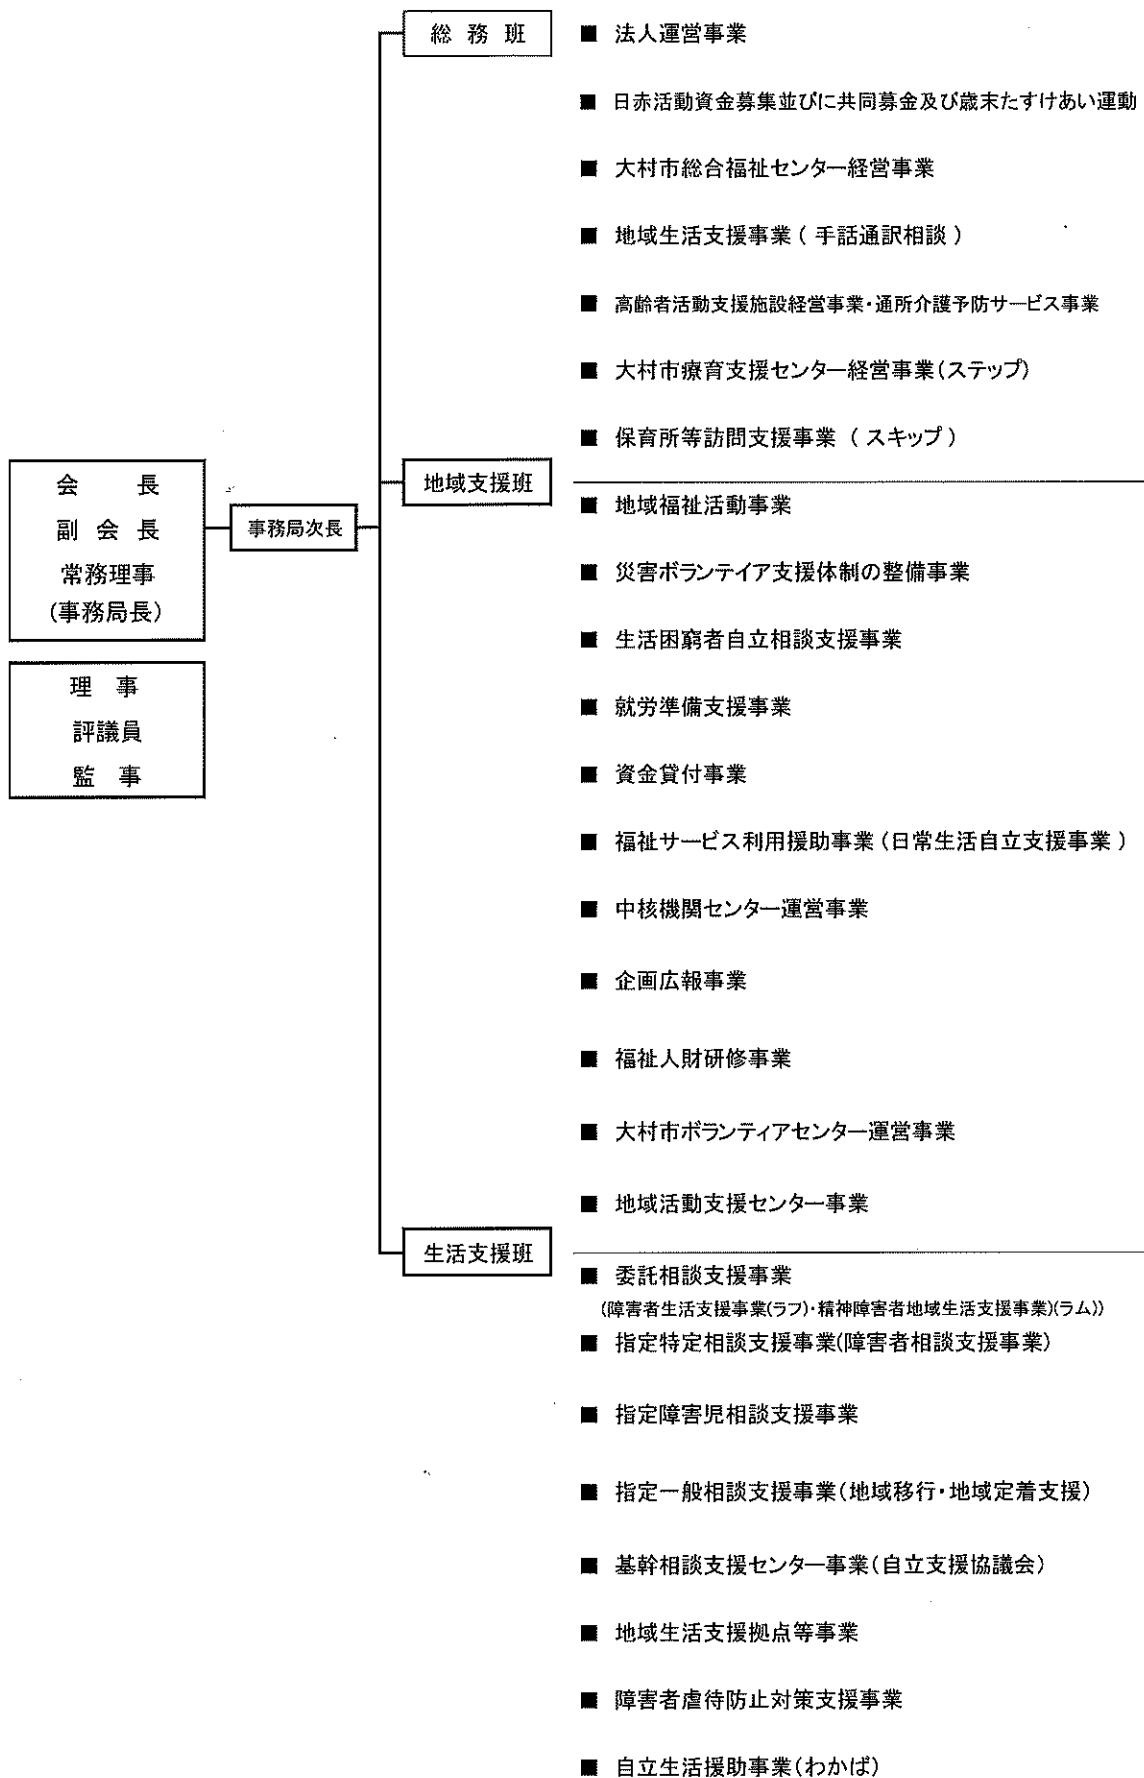 総務班
■ 法人運営事業
■ 日赤活動資金募集並びに共同募金及び歳末たすけあい運動
■ 大村市総合福祉センター経営事業
■ 地域生活支援事業（手話通訳相談）
■ 高齢者活動支援施設経営事業・通所介護予防サービス事業
■ 大村市療育支援センター経営事業（ステップ）
■ 保育所等訪問支援事業（スキップ）
会長
副会長
常務理事
（事務局長）
理事
評議員
監事
事務局次長
地域支援班
■ 地域福祉活動事業
■ 災害ボランテイア支援体制の整備事業
■ 生活困窮者自立相談支援事業
■ 就労準備支援事業
■ 資金貸付事業
■ 福祉サービス利用援助事業（日常生活自立支援事業）
■ 中核機関センター運営事業
■ 企画広報事業
■ 福祉人財研修事業
■ 大村市ボランティアセンター運営事業
■ 地域活動支援センター事業
生活支援班
■ 委託相談支援事業
(障害者生活支援事業(ラフ)・精神障害者地域生活支援事業)(ラム))
■ 指定特定相談支援事業(障害者相談支援事業)
■ 指定障害児相談支援事業
■ 指定一般相談支援事業（地域移行・地域定着支援）
■ 基幹相談支援センター事業（自立支援協議会）
■ 地域生活支援拠点等事業
■ 障害者虐待防止対策支援事業
■ 自立生活援助事業（わかば）